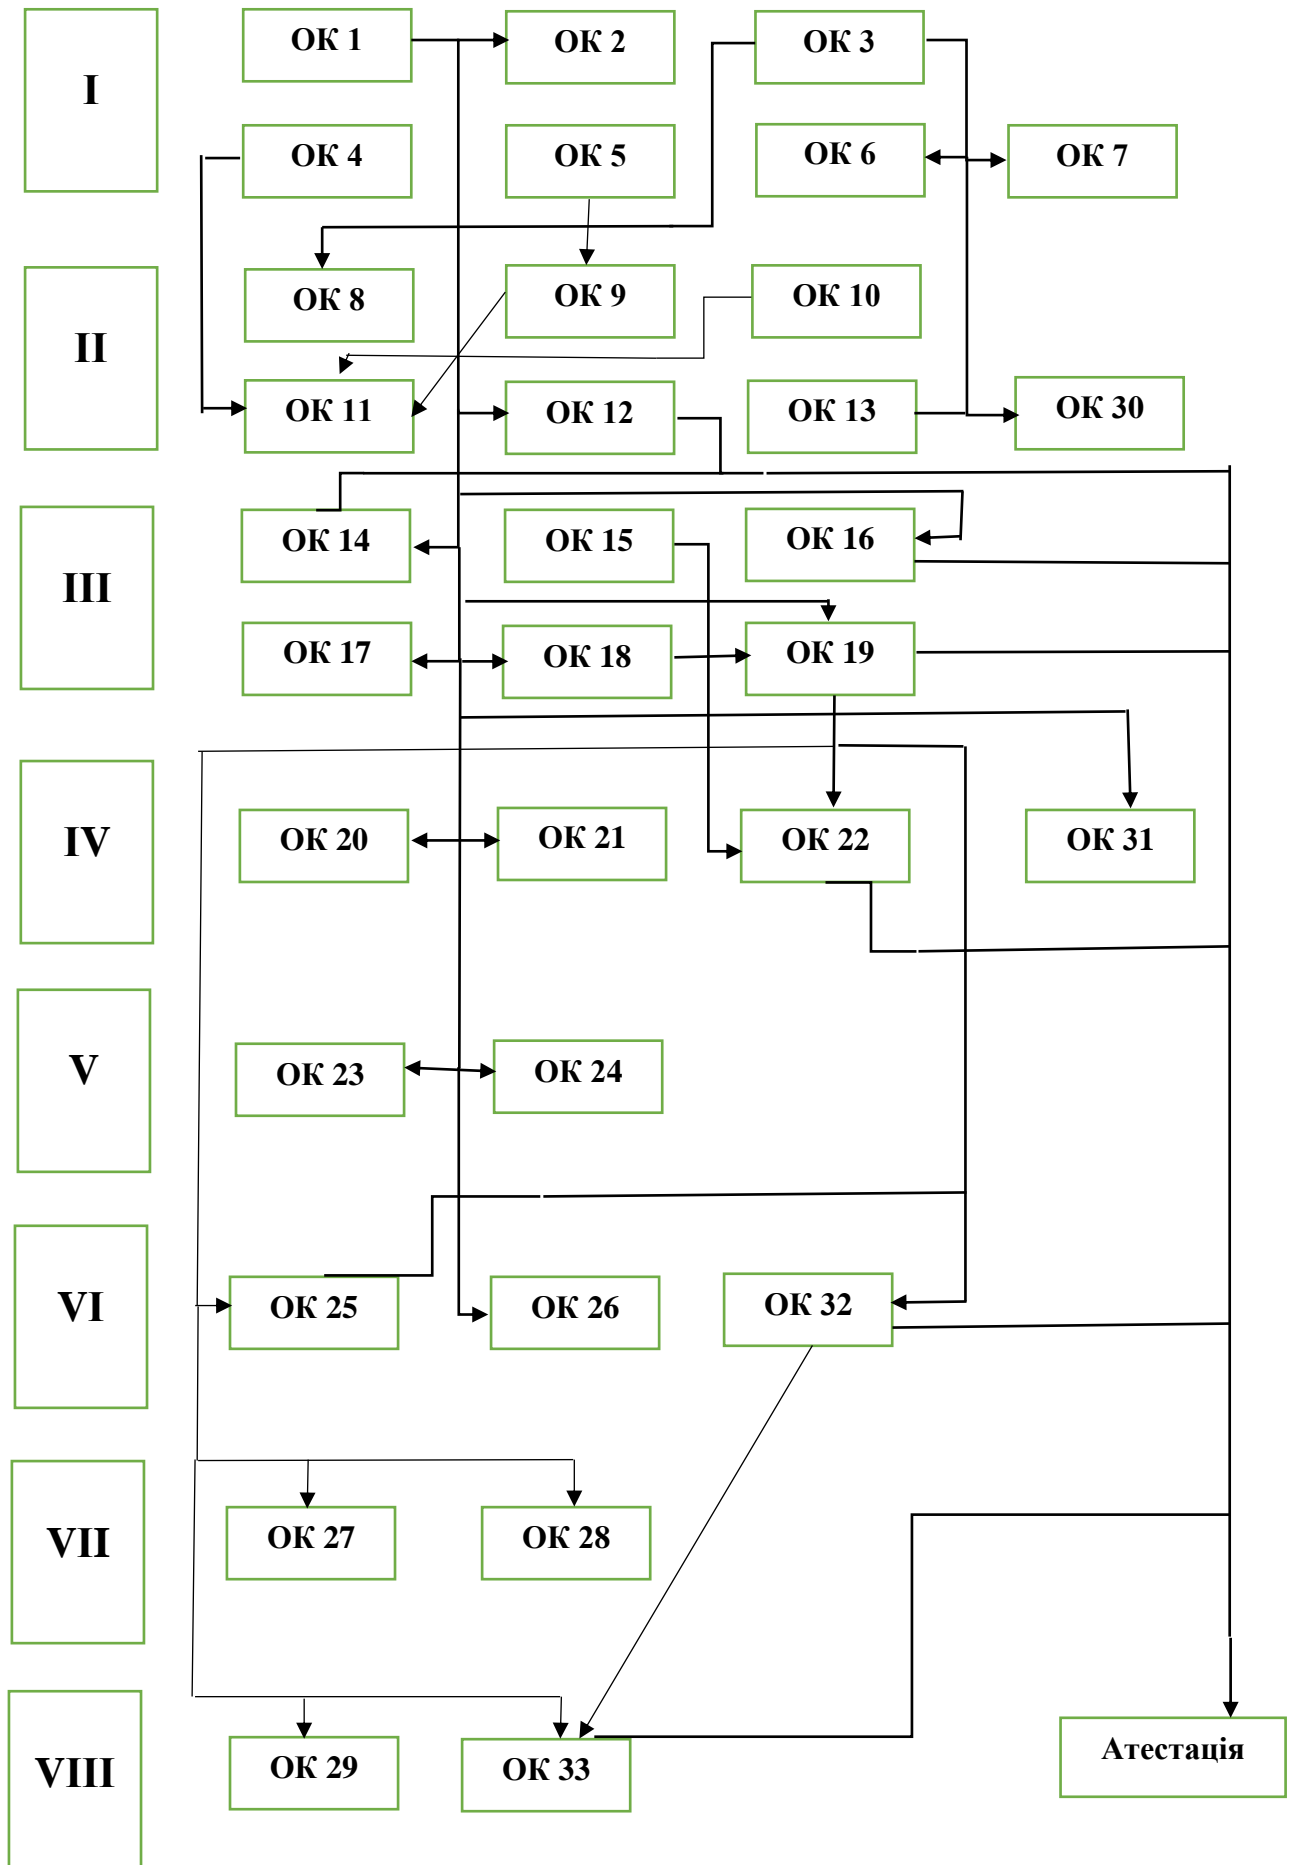 I
ОК 1
ОК 2
ОК 3
ОК 4
ОК 5
ОК 6
ОК 7
II
ОК 8
ОК 9
ОК 10
ОК 11
ОК 12
ОК 13
ОК 30
III
ОК 14
ОК 15
ОК 16
ОК 17
ОК 18
ОК 19
IV
ОК 20
ОК 21
ОК 22
ОК 31
V
ОК 23
ОК 24
VI
ОК 25
ОК 26
ОК 32
VII
ОК 27
ОК 28
VIII
ОК 29
ОК 33
Атестація